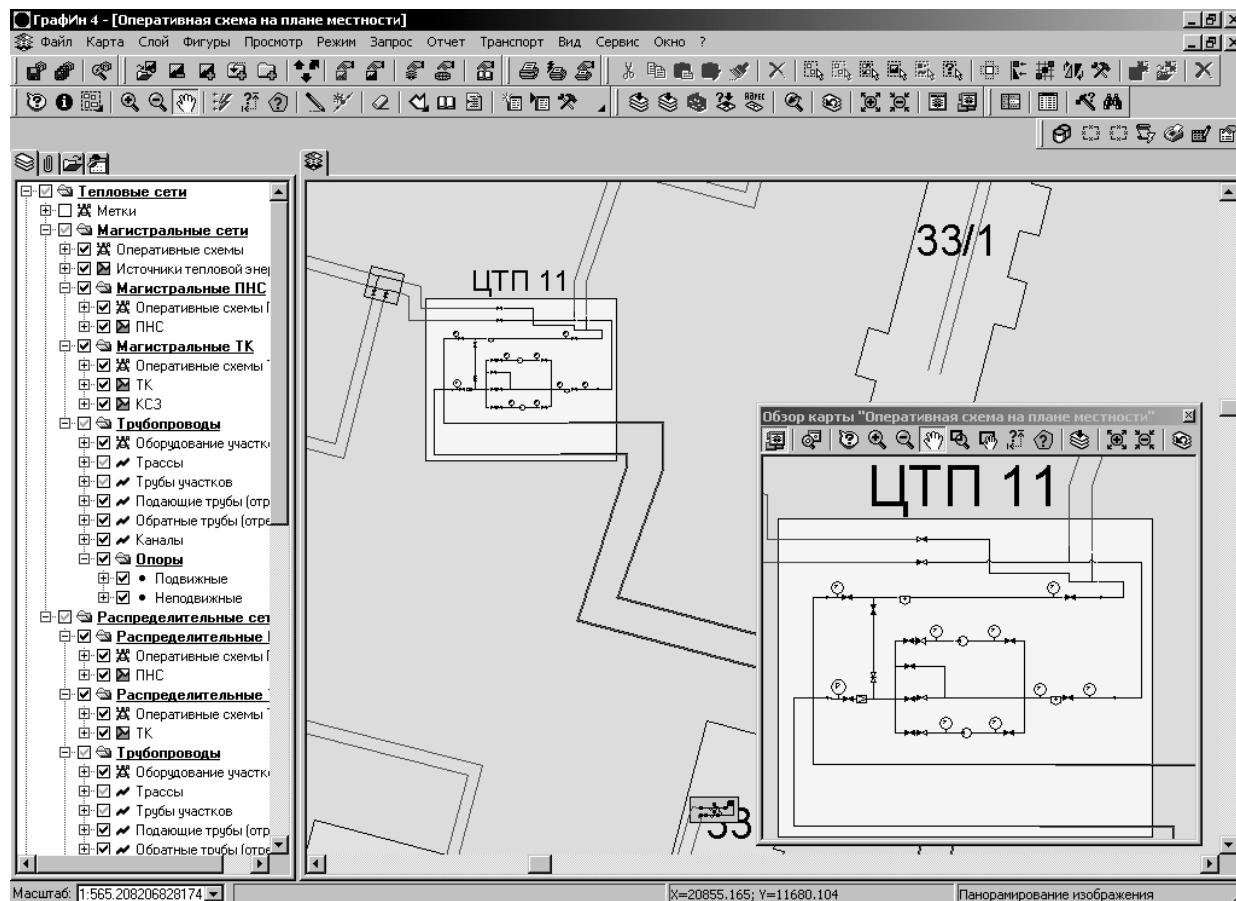 ГрафИн 4 - [Оперативная схема на плане местности]
Файл Карта Слой Фигуры Просмотр Режим Запрос Отчет Транспорт Вид Сервис Окно ?
Тепловые сети
Метки
Магистральные сети
Оперативные схемы
Источники тепловой энер
Магистральные ПНС
Оперативные схемы
ПНС
Магистральные ТК
Оперативные схемы
ТК
КСЗ
Трубопроводы
Оборудование участк
Трассы
Трубы участков
Подающие трубы (отр
Обратные трубы (отре
Каналы
Опоры
Подвижные
Неподвижные
Распределительные сет
Распределительные
Оперативные схемы
ПНС
Распределительные
Оперативные схемы
ТК
Трубопроводы
Оборудование участк
Трассы
Трубы участков
Подающие трубы (отр
Обратные трубы (отре
ЦТП 11
33/1
33
Обзор карты "Оперативная схема на плане местности"
ЦТП 11
Масштаб: 1:565.208206828174
X=20855.165; Y=11680.104
Панорамирование изображения